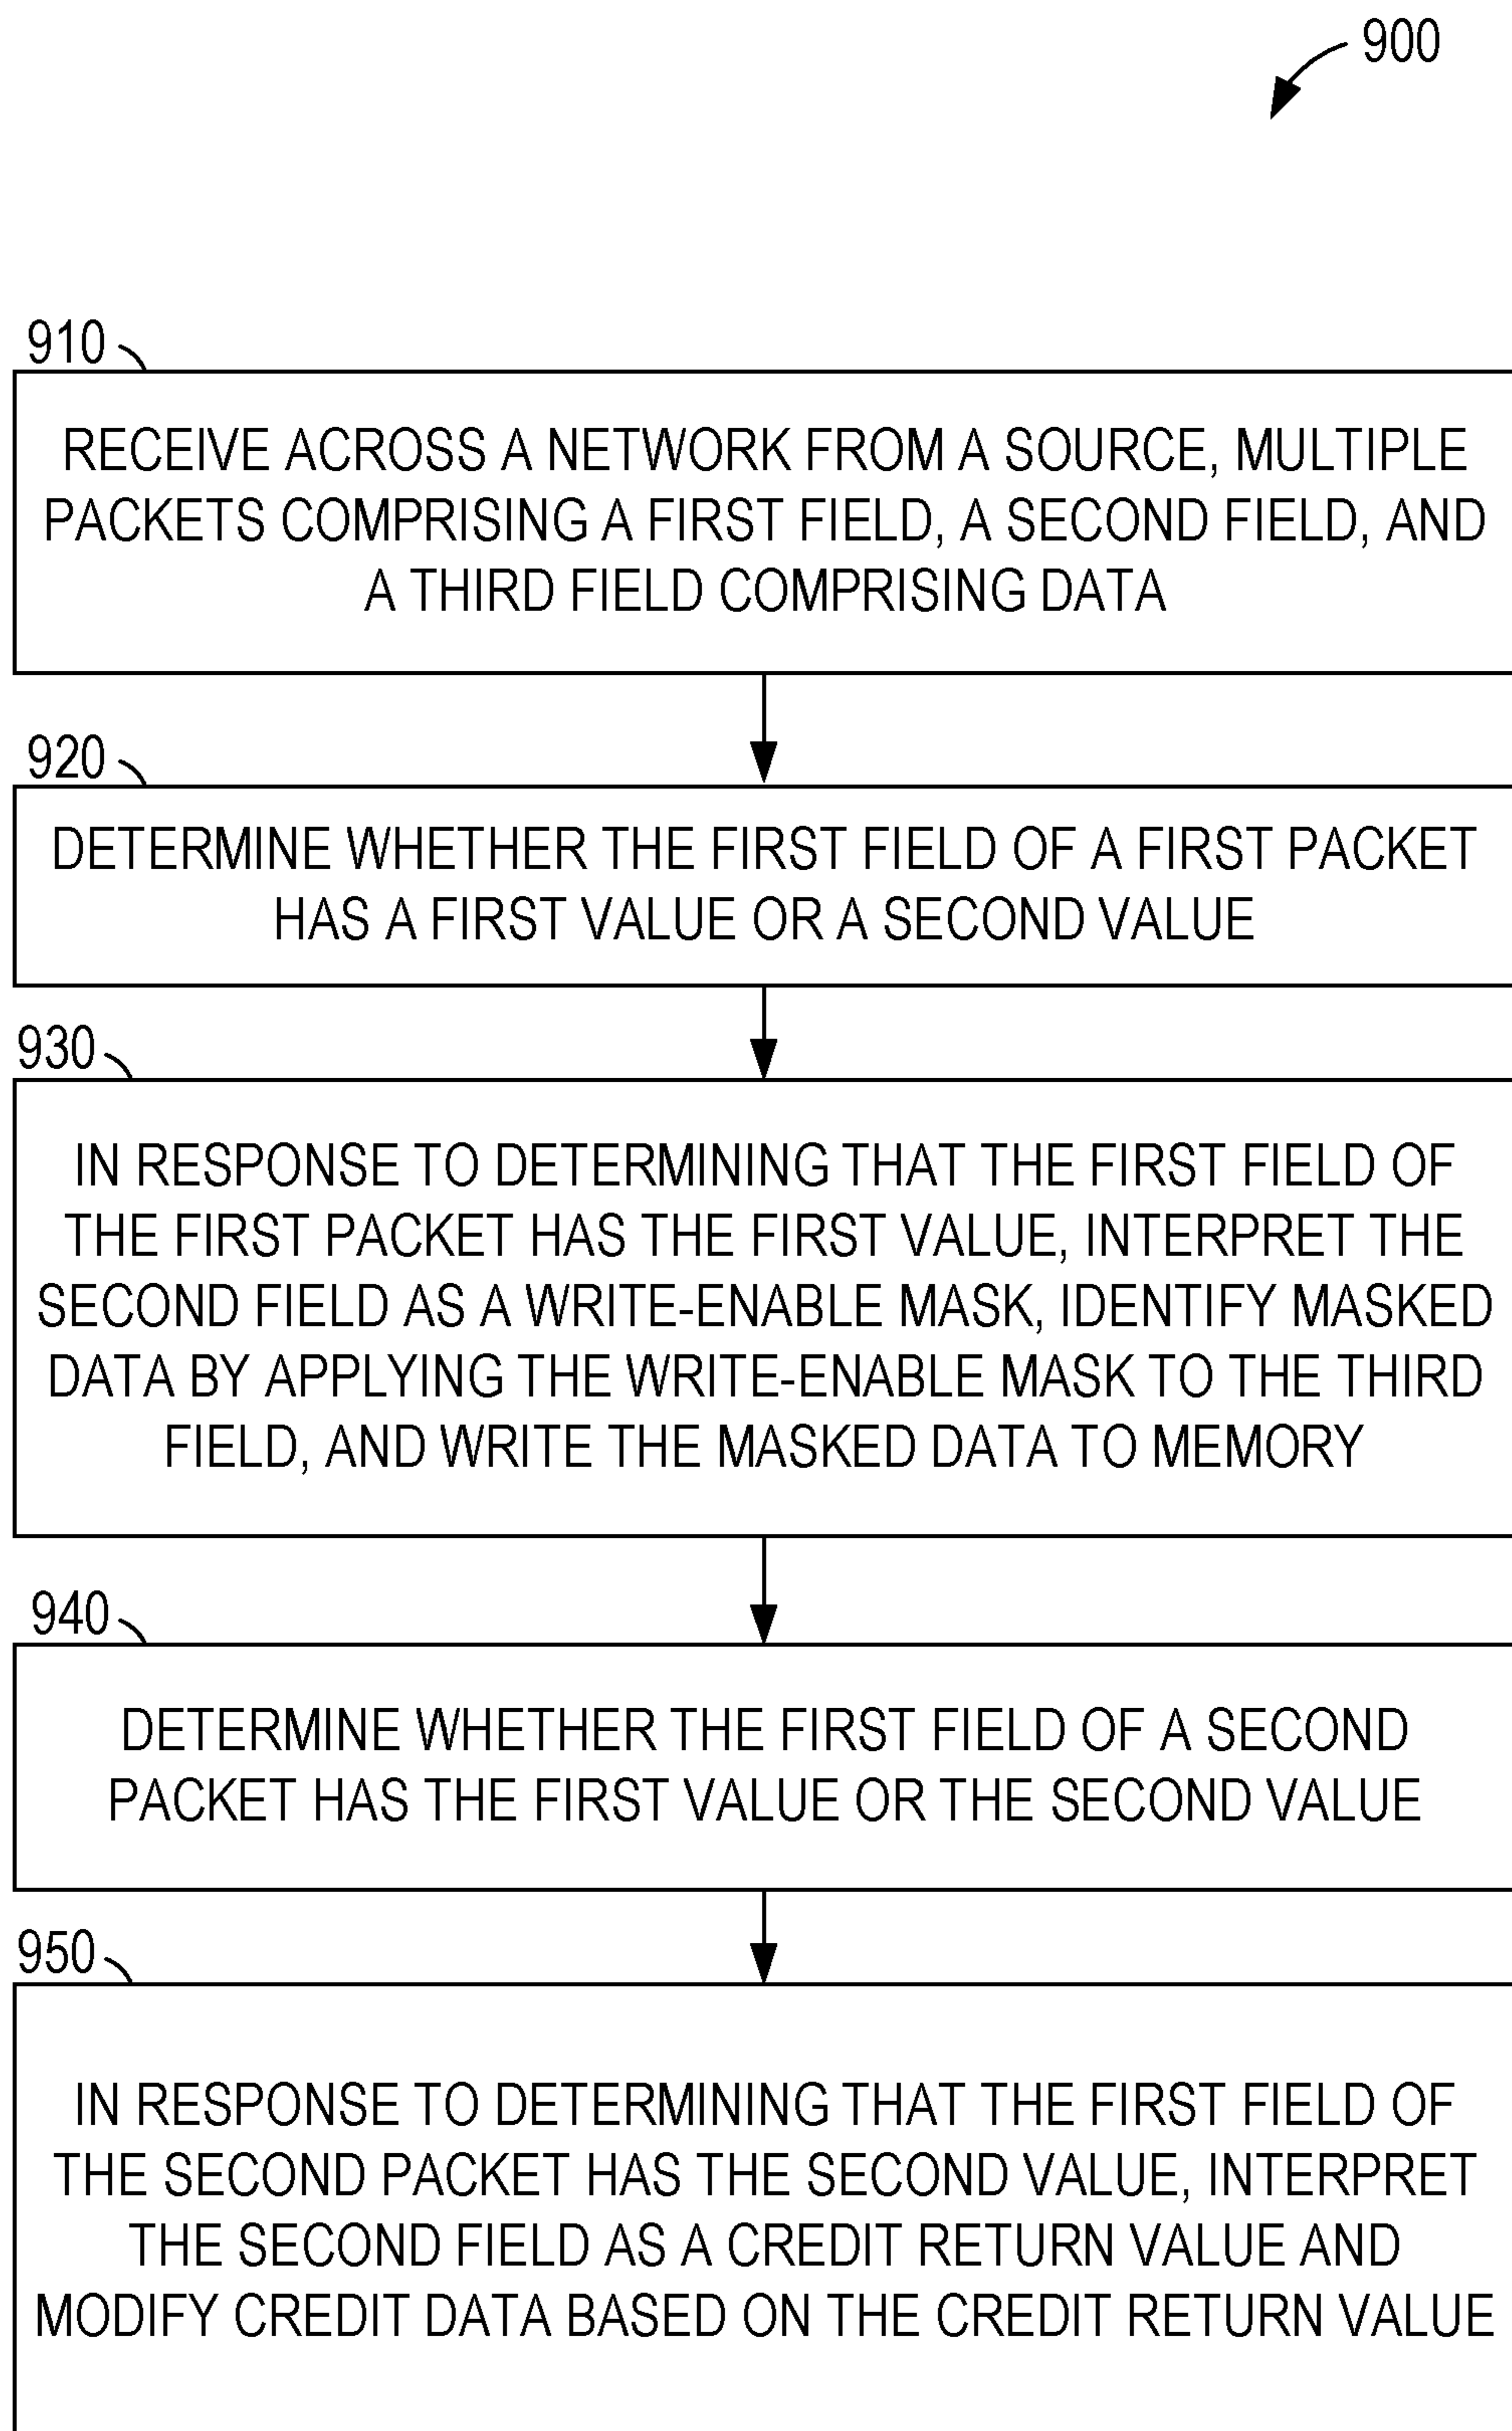 900
910
RECEIVE ACROSS A NETWORK FROM A SOURCE, MULTIPLE
PACKETS COMPRISING A FIRST FIELD, A SECOND FIELD, AND
A THIRD FIELD COMPRISING DATA
920
DETERMINE WHETHER THE FIRST FIELD OF A FIRST PACKET
HAS A FIRST VALUE OR A SECOND VALUE
930
IN RESPONSE TO DETERMINING THAT THE FIRST FIELD OF
THE FIRST PACKET HAS THE FIRST VALUE, INTERPRET THE
SECOND FIELD AS A WRITE-ENABLE MASK, IDENTIFY MASKED
DATA BY APPLYING THE WRITE-ENABLE MASK TO THE THIRD
FIELD, AND WRITE THE MASKED DATA TO MEMORY
940
DETERMINE WHETHER THE FIRST FIELD OF A SECOND
PACKET HAS THE FIRST VALUE OR THE SECOND VALUE
950
IN RESPONSE TO DETERMINING THAT THE FIRST FIELD OF
THE SECOND PACKET HAS THE SECOND VALUE, INTERPRET
THE SECOND FIELD AS A CREDIT RETURN VALUE AND
MODIFY CREDIT DATA BASED ON THE CREDIT RETURN VALUE